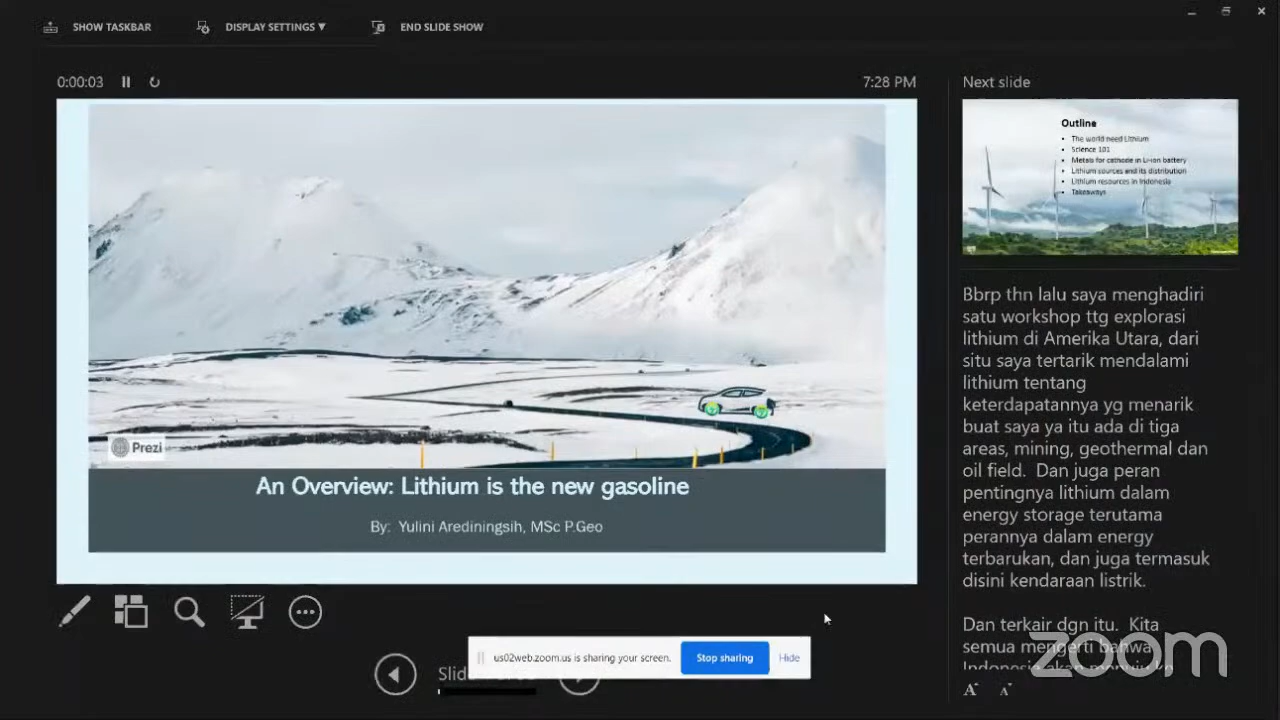 SHOW TASKBAR
DISPLAY SETTINGS ▼
END SLIDE SHOW
0:00:03
7:28 PM
Prezi
An Overview: Lithium is the new gasoline
By: Yulini Arediningsih, MSc P.Geo
Next slide
Outline
• The world need Lithium
• Science 101
• Metals for cathode in Li-ion battery
• Lithium sources and its distribution
• Lithium resources in Indonesia
• Takeaways
Bbrp thn lalu saya menghadiri
satu workshop ttg explorasi
lithium di Amerika Utara, dari
situ saya tertarik mendalami
lithium tentang
keterdapatannya yg menarik
buat saya ya itu ada di tiga
areas, mining, geothermal dan
oil field. Dan juga peran
pentingnya lithium dalam
energy storage terutama
perannya dalam energy
terbarukan, dan juga termasuk
disini kendaraan listrik.
Dan terkair dgn itu. Kita
semua mengerti bahwa
Indonesia akan menuju
zoom
us02web.zoom.us is sharing your screen.
Stop sharing
Hide
A A